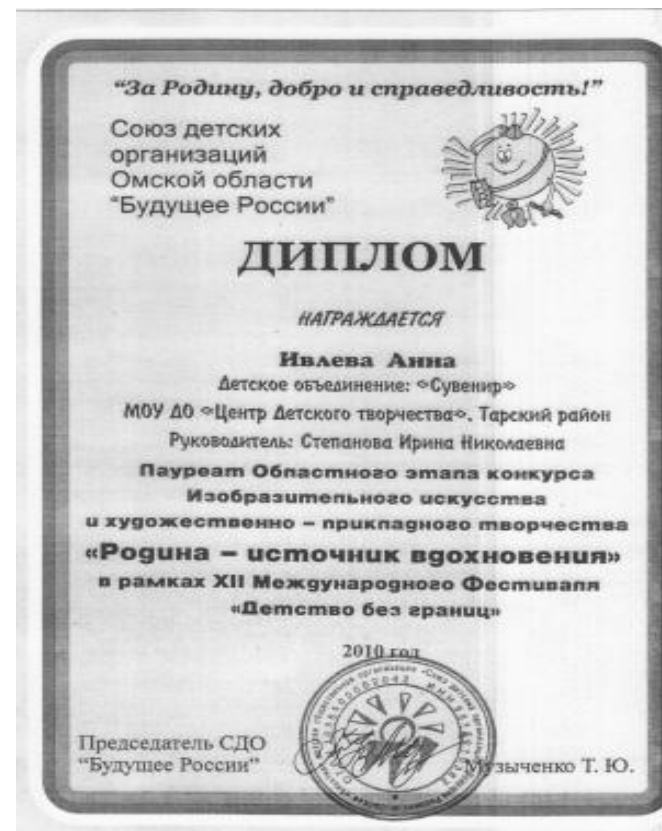 “За Родину, добро и справедливость!”
Союз детских
организаций
Омской области
“Будущее России”
ДИПЛОМ
НАГРАЖДАЕТСЯ
Ивлева Анна
Детское объединение: «Сувенир»
МОУ ДО «Центр Детского творчества». Тарский район
Руководитель: Степанова Ирина Николаевна
Лауреат Областного этапа конкурса
Изобразительного искусства
и художественно – прикладного творчества
«Родина – источник вдохновения»
в рамках XII Международного Фестиваля
«Детство без границ»
2010 год
Председатель СДО
“Будущее России”
Музыченко Т. Ю.